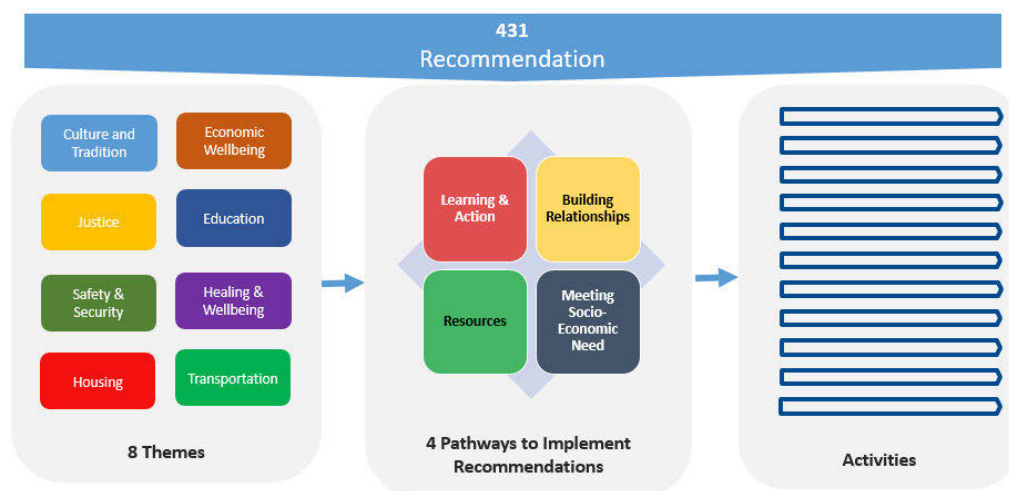 431
Recommendation
Culture and
Tradition
Economic
Wellbeing
Justice
Education
Safety &
Security
Healing &
Wellbeing
Housing
Transportation
8 Themes
Learning &
Action
Building
Relationships
Resources
Meeting
Socio-
Economic
Need
4 Pathways to Implement
Recommendations
Activities